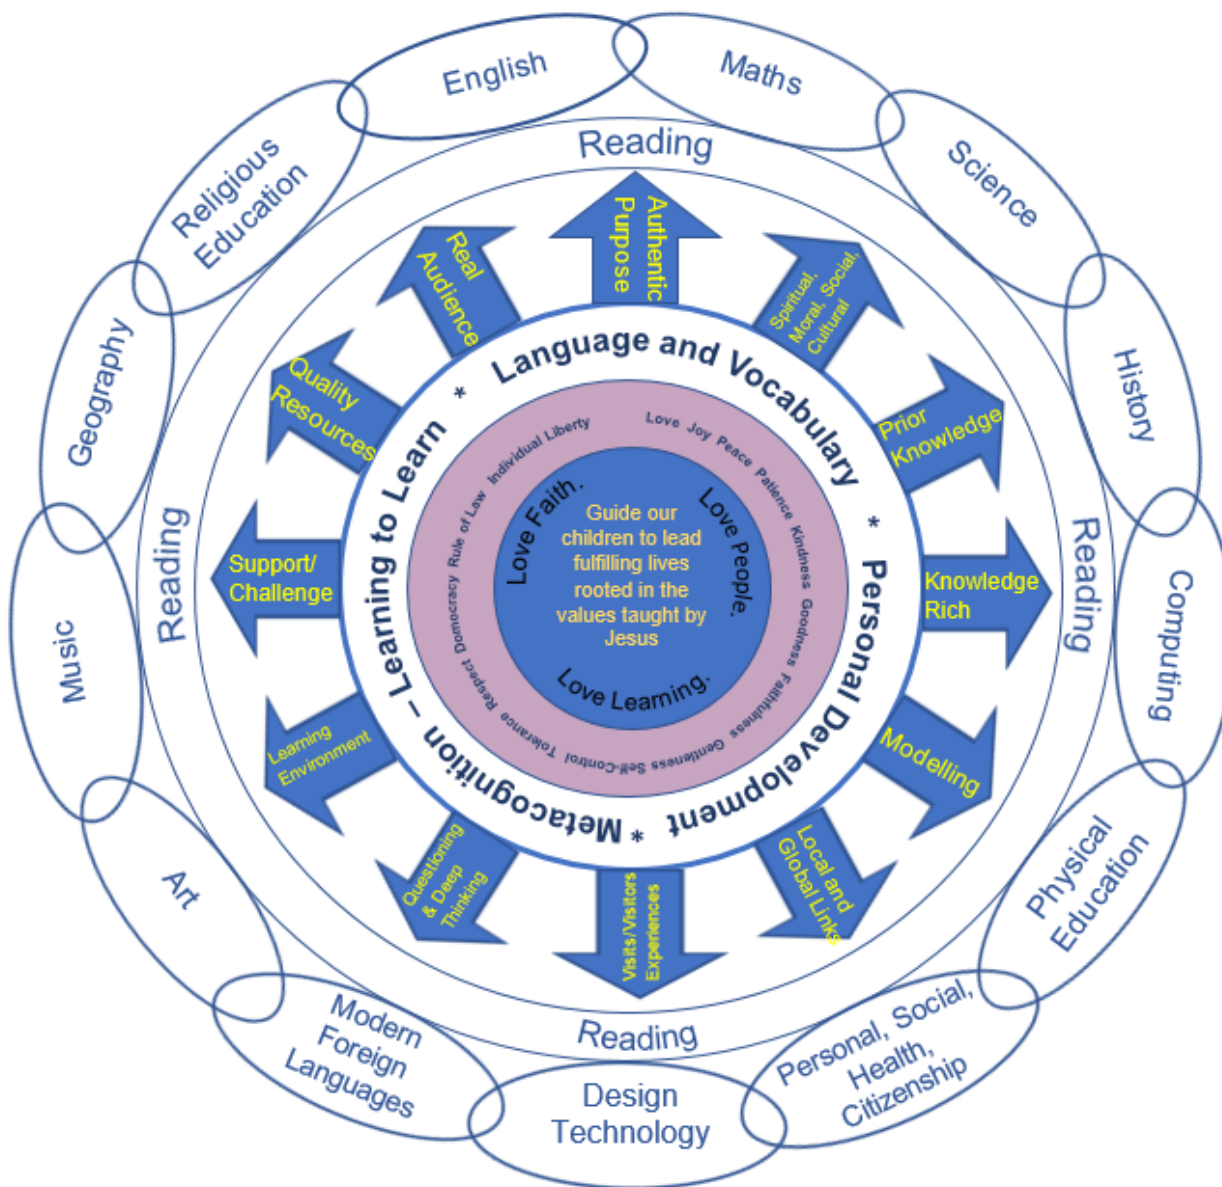 English
Maths
Science
History
Computing
Physical
Education
Personal, Social,
Health,
Citizenship
Design
Technology
Modern
Foreign
Languages
Art
Music
Geography
Religious
Education
Reading
Reading
Reading
Reading
Authentic
Purpose
Spiritual,
Moral, Social,
Cultural
Prior
Knowledge
Knowledge
Rich
Modelling
Local and
Global Links
Visits/Visitors
Experiences
Questioning
& Deep
Thinking
Learning
Environment
Support/
Challenge
Quality
Resources
Real
Audience
* Language and Vocabulary * Personal Development * Metacognition – Learning to Learn
Love Joy Peace Patience Kindness Goodness Faithfulness Gentleness Self-Control Tolerance Respect Democracy Rule of Law Individual Liberty
Love Faith.
Love People.
Love Learning.
Guide our
children to lead
fulfilling lives
rooted in the
values taught by
Jesus